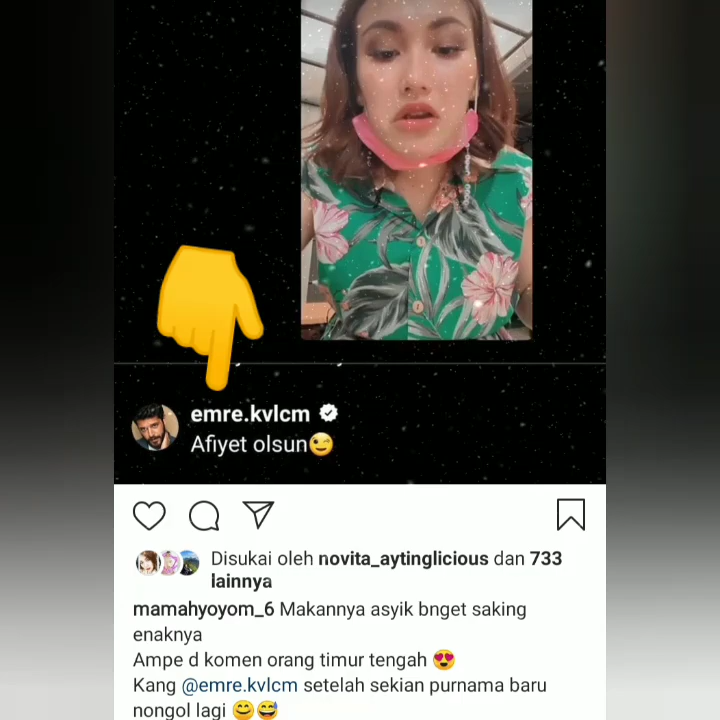 emre.kvlcm
Afiyet olsun😉
Disukai oleh novita_aytinglicious dan 733
lainnya
mamahyoyom_6 Makannya asyik bnget saking
enaknya
Ampe d komen orang timur tengah 😍
Kang @emre.kvlcm setelah sekian purnama baru
nongol lagi 😊😅